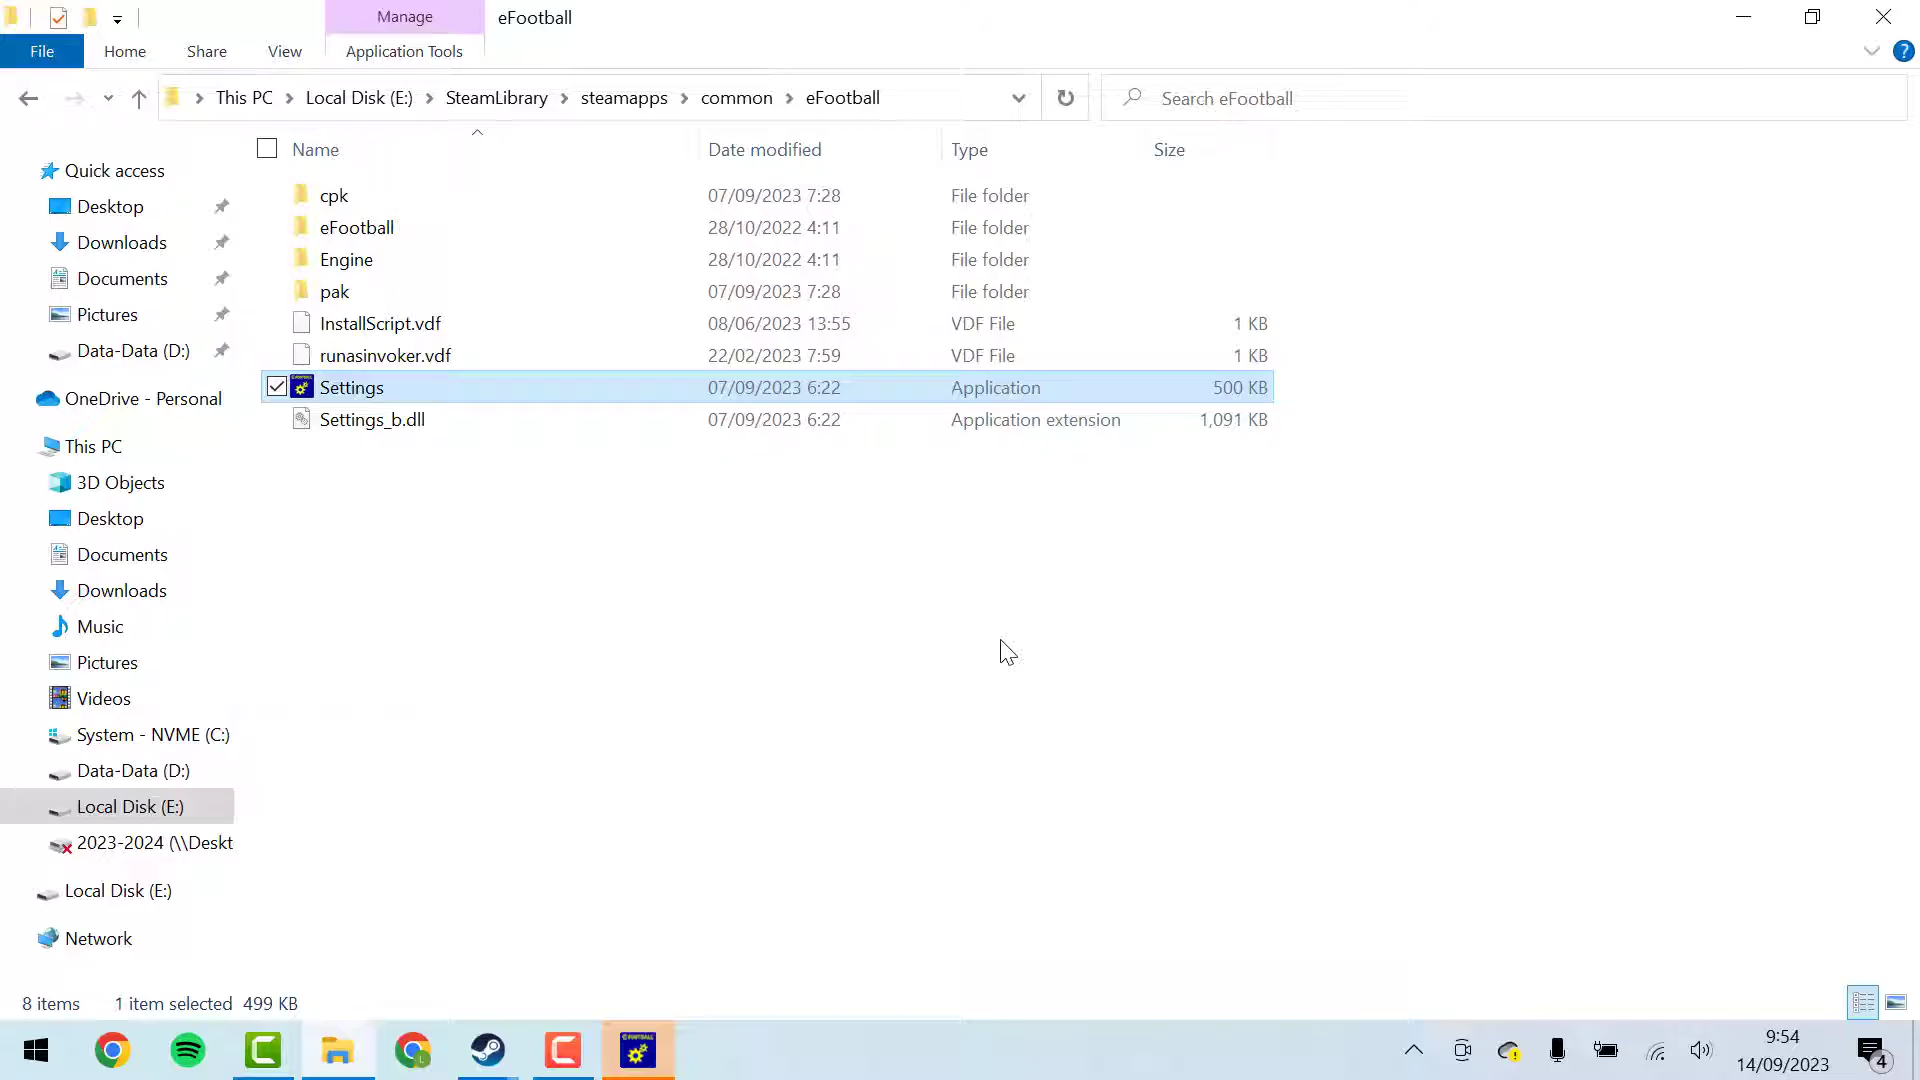 Manage
eFootball
File
Home
Share
View
Application Tools
?
This PC
Local Disk (E:)
SteamLibrary
steamapps
common
eFootball
Search eFootball
Name
Date modified
Type
Size
Quick access
Desktop
Downloads
Documents
Pictures
Data-Data (D:)
OneDrive - Personal
This PC
3D Objects
Desktop
Documents
Downloads
Music
Pictures
Videos
System - NVME (C:)
Data-Data (D:)
Local Disk (E:)
2023-2024 (\\Deskt
Local Disk (E:)
Network
cpk 07/09/2023 7:28 File folder
eFootball 28/10/2022 4:11 File folder
Engine 28/10/2022 4:11 File folder
pak 07/09/2023 7:28 File folder
InstallScript.vdf 08/06/2023 13:55 VDF File 1 KB
runasinvoker.vdf 22/02/2023 7:59 VDF File 1 KB
Settings 07/09/2023 6:22 Application 500 KB
Settings_b.dll 07/09/2023 6:22 Application extension 1,091 KB
8 items 1 item selected 499 KB
9:54
14/09/2023
4